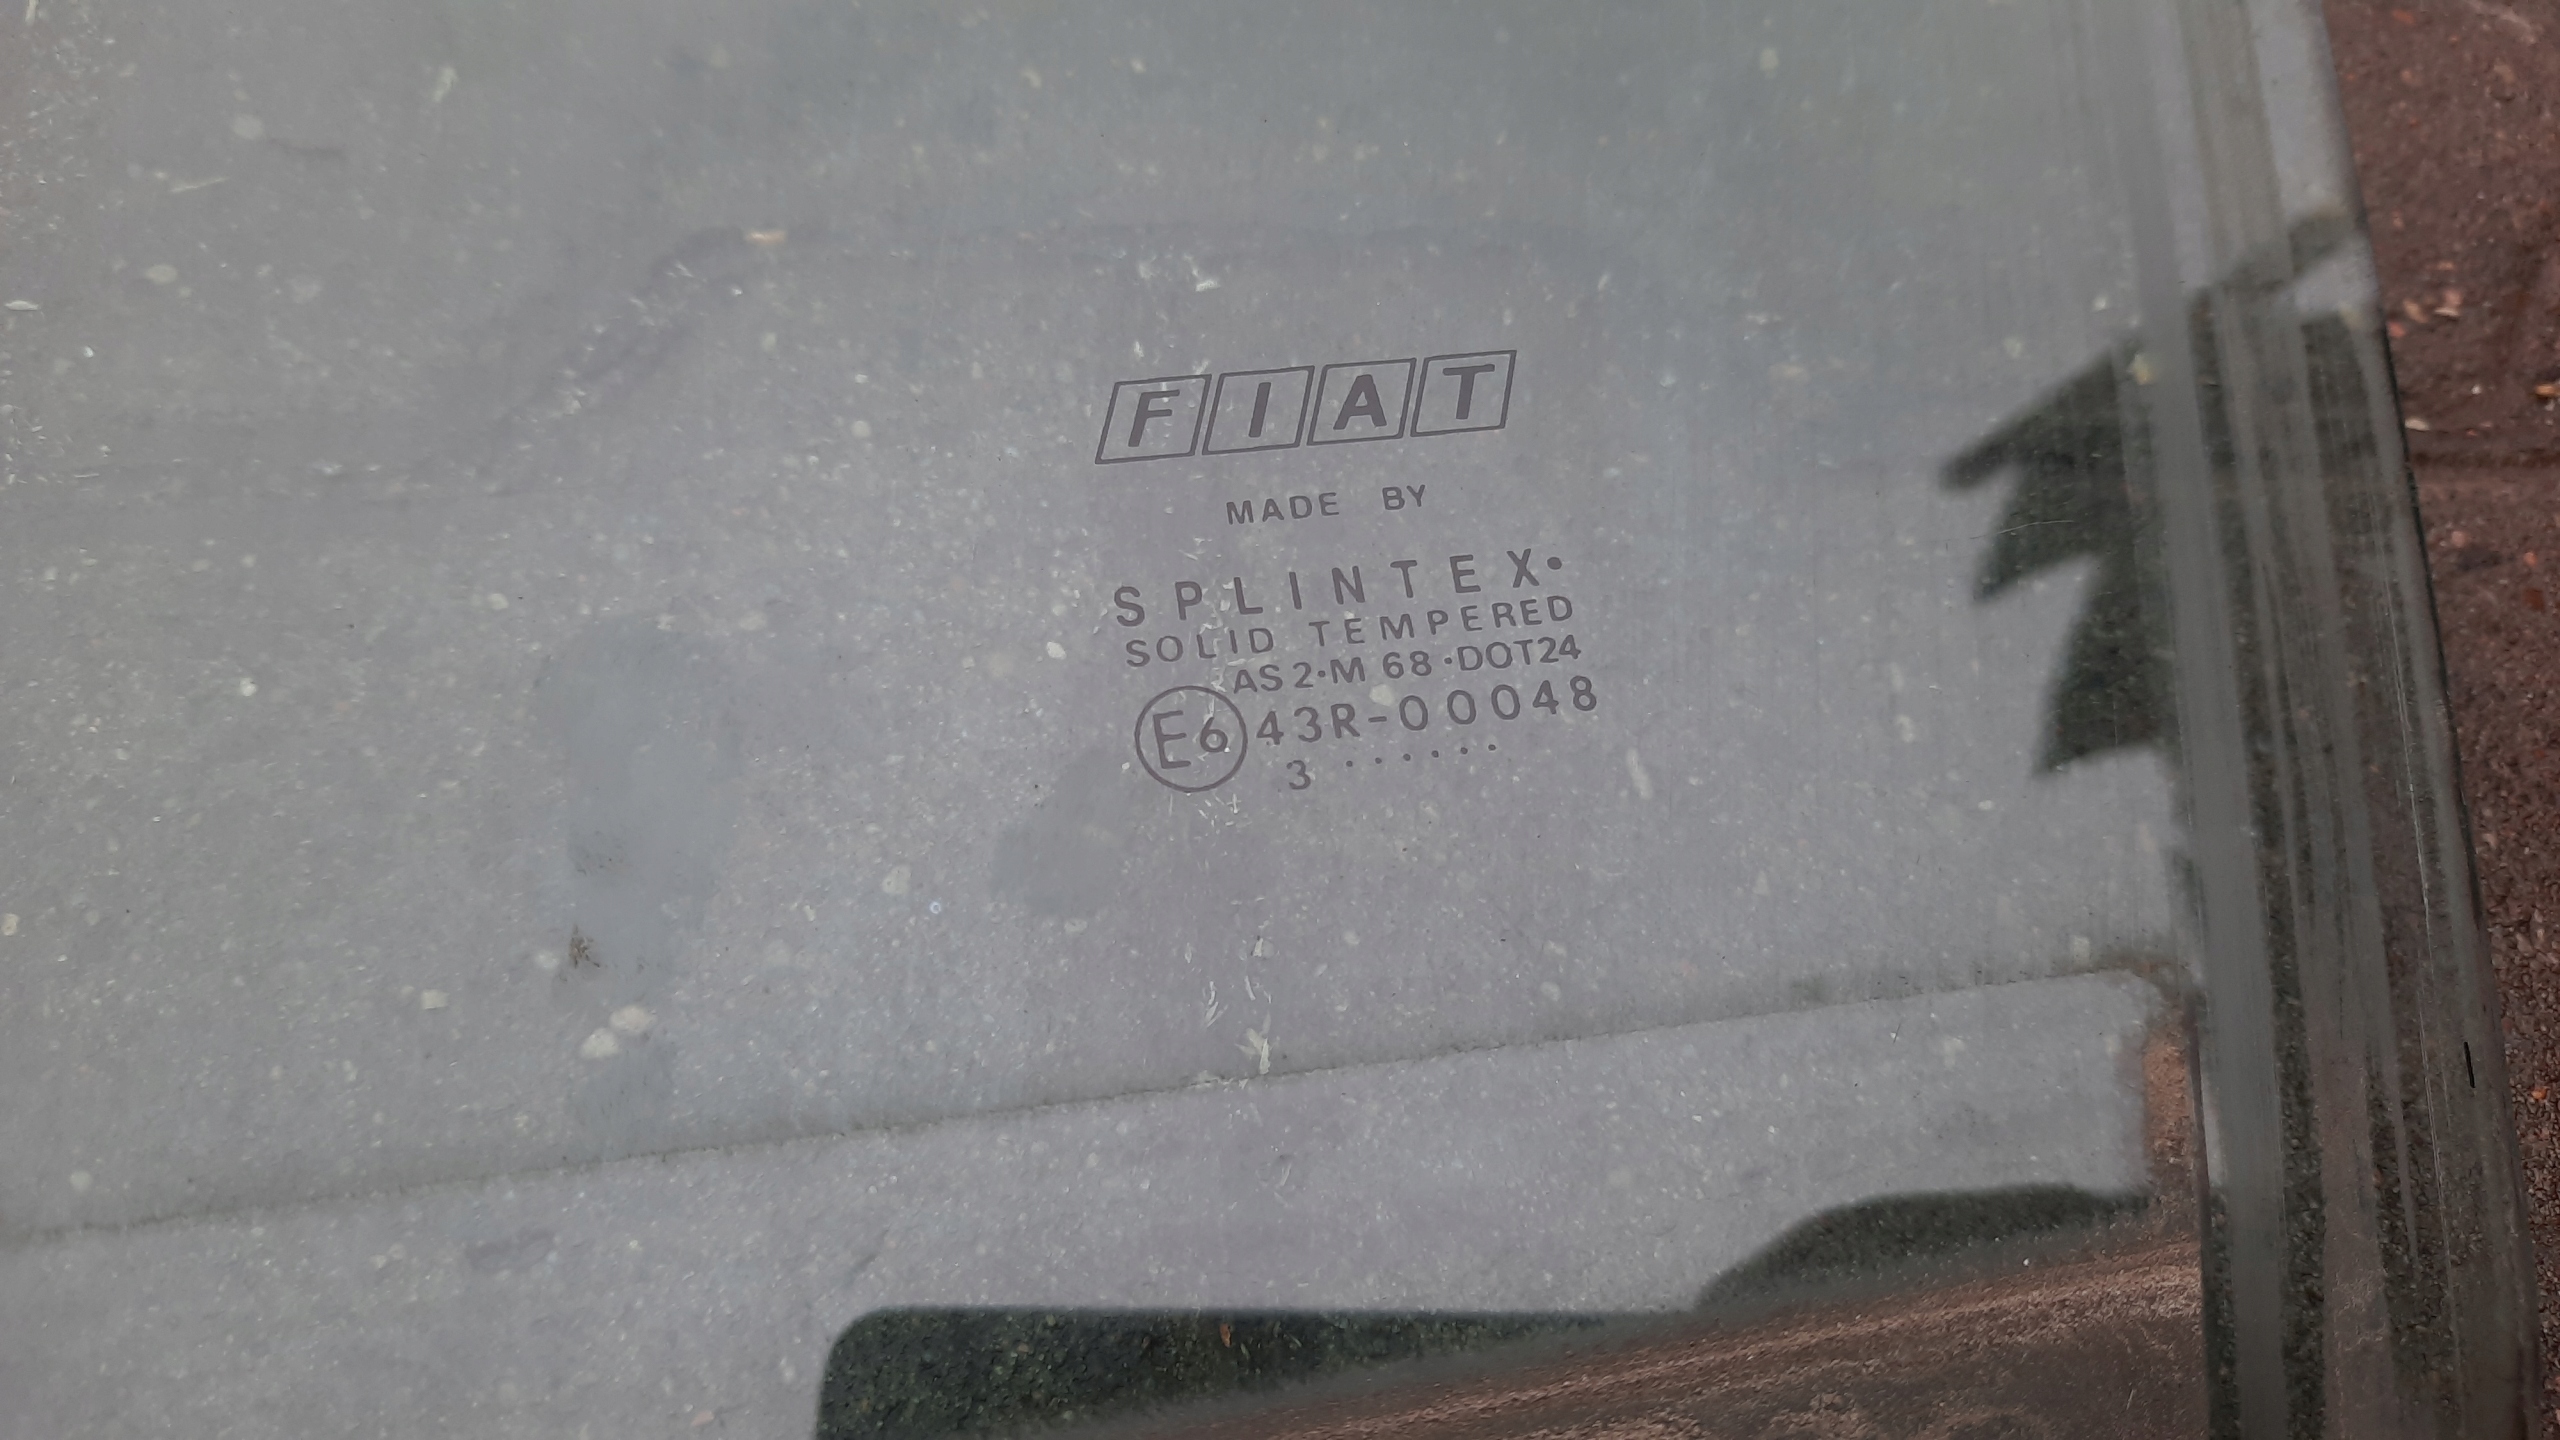 FIAT
MADE BY
SPLINTEX•
SOLID TEMPERED
AS2•M 68•DOT24
E6 43R-00048
3 ······